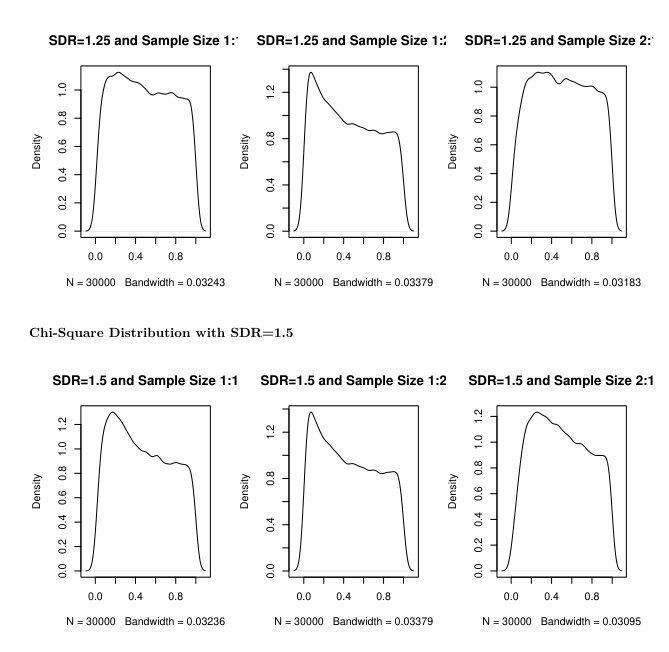 SDR=1.25 and Sample Size 1:
SDR=1.25 and Sample Size 1:2
SDR=1.25 and Sample Size 2:
Density
0.0 0.2 0.4 0.6 0.8 1.0
0.0 0.4 0.8
N = 30000 Bandwidth = 0.03243
Density
0.0 0.4 0.8 1.2
0.0 0.4 0.8
N = 30000 Bandwidth = 0.03379
Density
0.0 0.2 0.4 0.6 0.8 1.0
0.0 0.4 0.8
N = 30000 Bandwidth = 0.03183
Chi-Square Distribution with SDR=1.5
SDR=1.5 and Sample Size 1:1
SDR=1.5 and Sample Size 1:2
SDR=1.5 and Sample Size 2:1
Density
0.0 0.2 0.4 0.6 0.8 1.0 1.2
0.0 0.4 0.8
N = 30000 Bandwidth = 0.03236
Density
0.0 0.4 0.8 1.2
0.0 0.4 0.8
N = 30000 Bandwidth = 0.03379
Density
0.0 0.2 0.4 0.6 0.8 1.0 1.2
0.0 0.4 0.8
N = 30000 Bandwidth = 0.03095